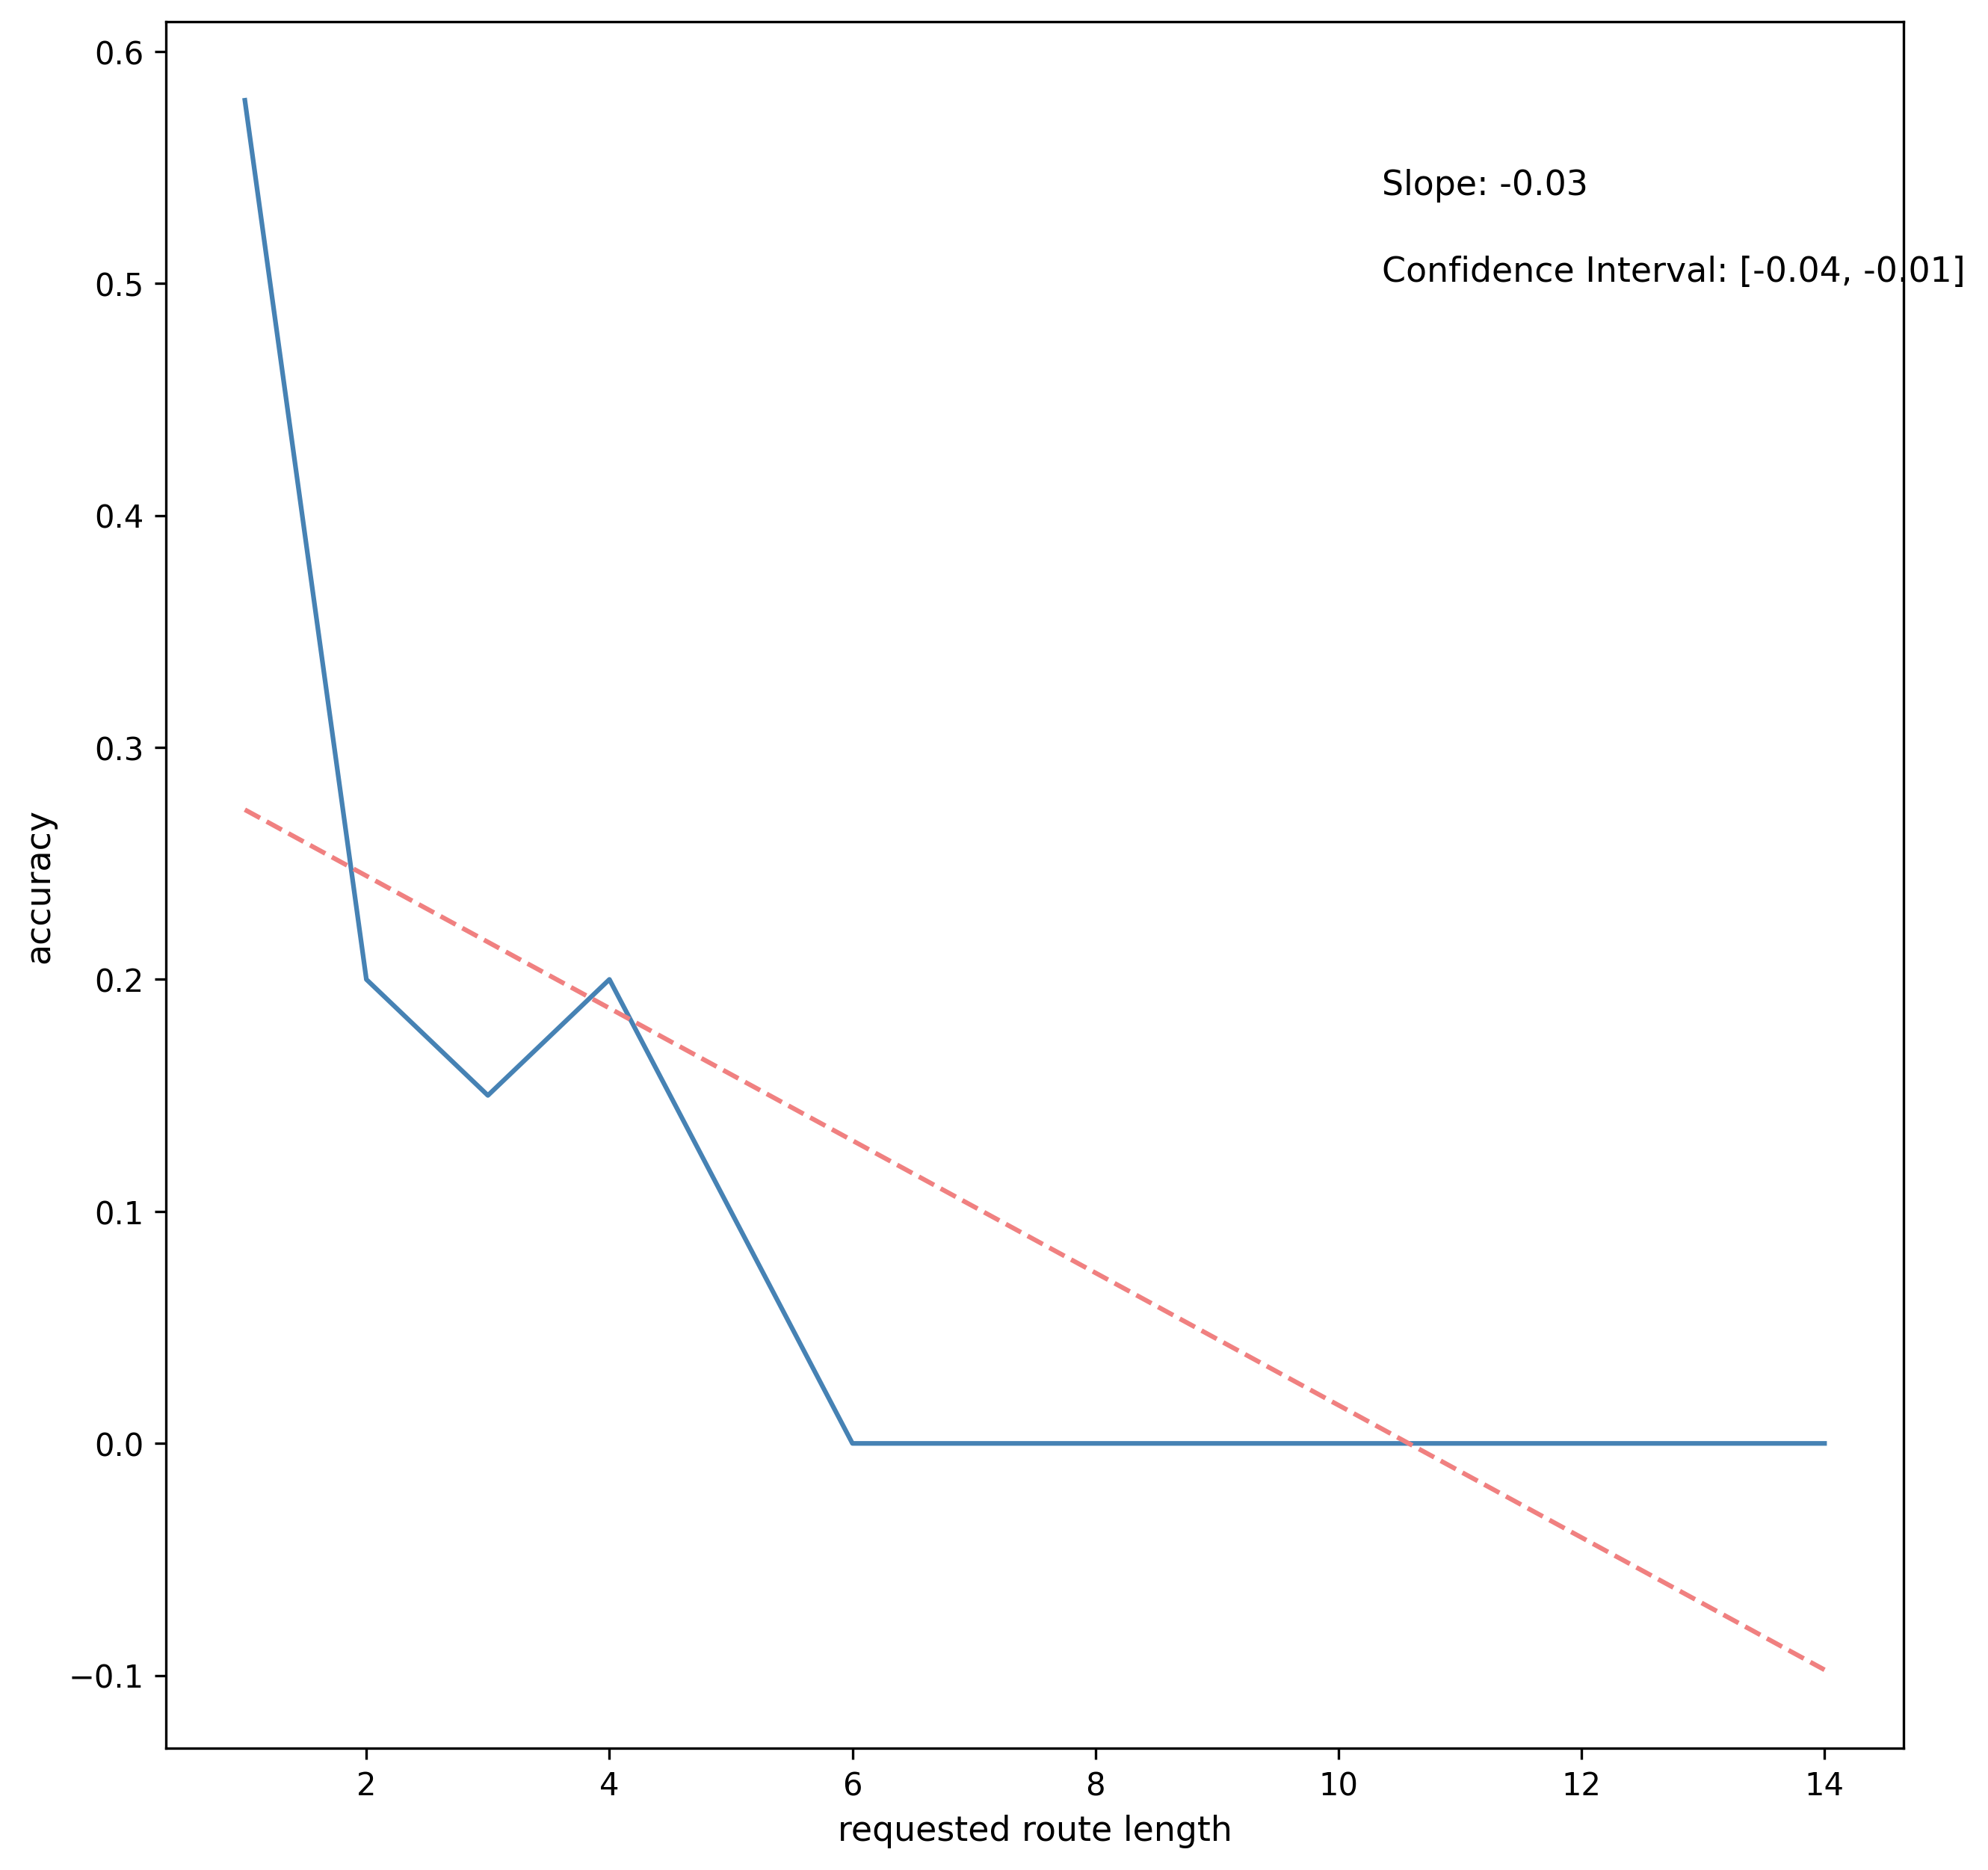 0.6
0.5
0.4
0.3
0.2
0.1
0.0
−0.1
accuracy
Slope: -0.03
Confidence Interval: [-0.04, -0.01]
2 4 6 8 10 12 14
requested route length